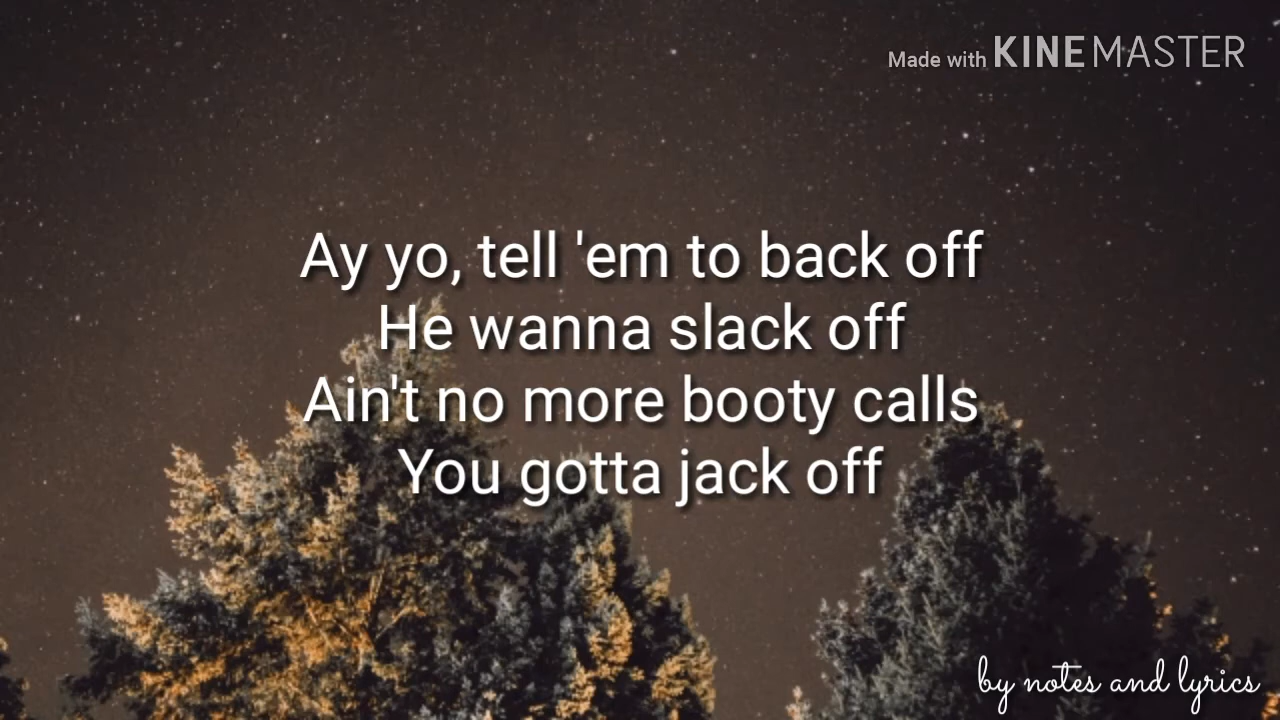 Made with KINEMASTER
Ay yo, tell 'em to back off
He wanna slack off
Ain't no more booty calls
You gotta jack off
by notes and lyrics